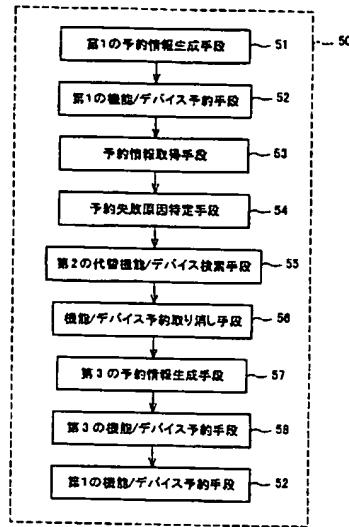 50
第1の予約情報生成手段 51
第1の機能/デバイス予約手段 52
予約情報取得手段 53
予約失敗原因特定手段 54
第2の代替機能/デバイス検索手段 55
機能/デバイス予約取り消し手段 56
第3の予約情報生成手段 57
第3の機能/デバイス予約手段 58
第1の機能/デバイス予約手段 52